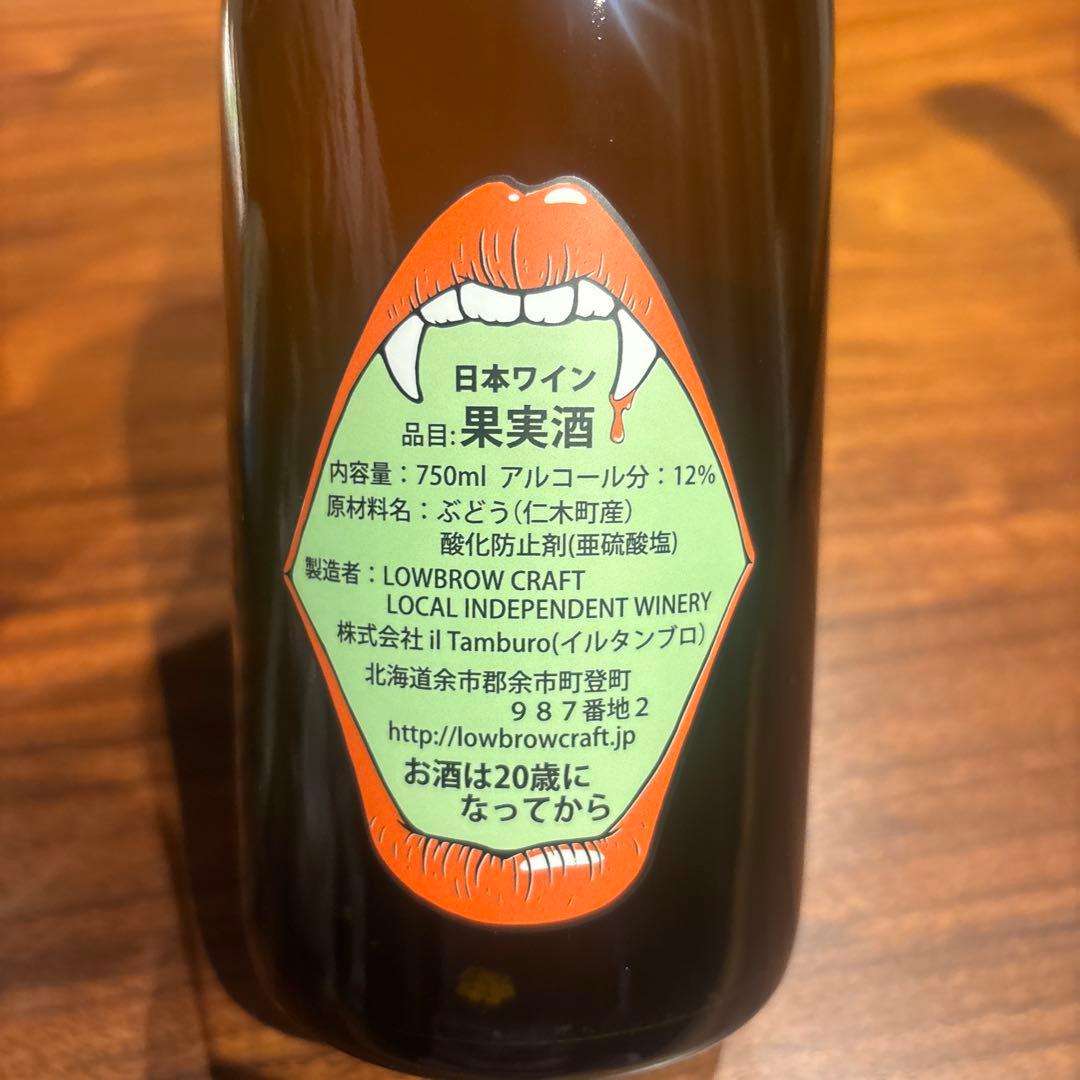 日本ワイン
品目:果実酒
内容量：750ml アルコール分：12%
原材料名：ぶどう(仁木町産)
酸化防止剤(亜硫酸塩)
製造者：LOWBROW CRAFT
LOCAL INDEPENDENT WINERY
株式会社 il Tamburo(イルタンブロ)
北海道余市郡余市町登町
９８７番地２
http://lowbrowcraft.jp
お酒は20歳に
なってから